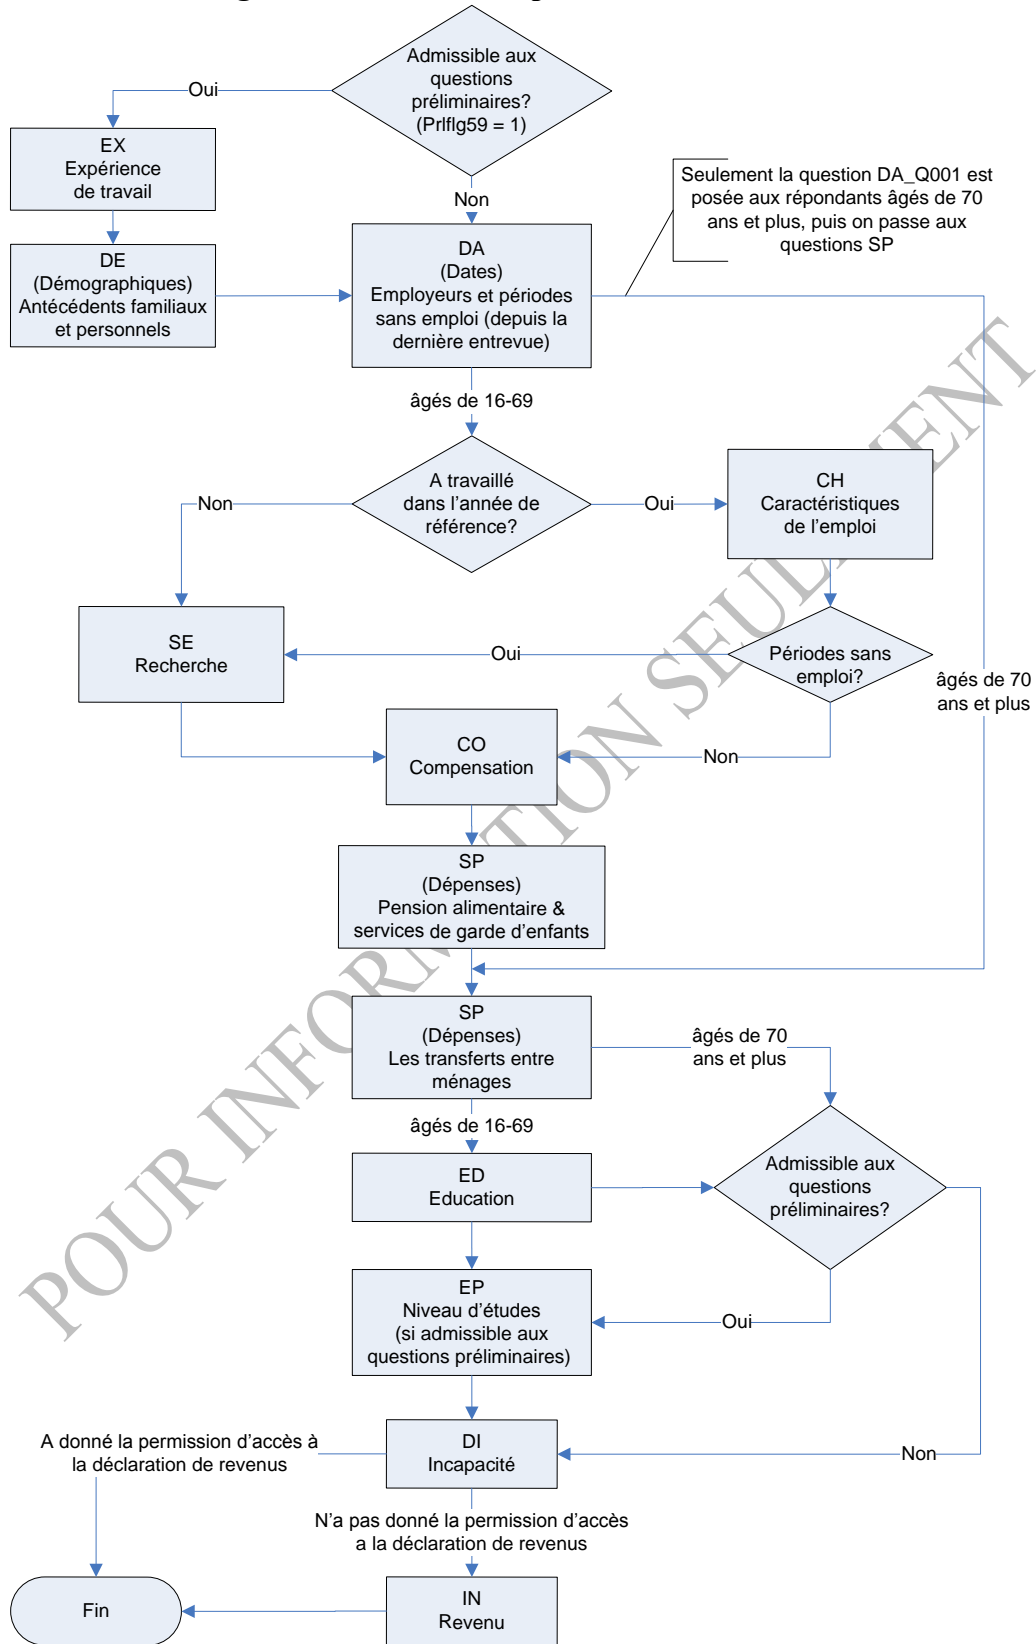 Admissible aux
questions
préliminaires?
(Prlflg59 = 1)
Oui
EX
Expérience
de travail
Non
Seulement la question DA_Q001 est
posée aux répondants âgés de 70
ans et plus, puis on passe aux
questions SP
DE
(Démographiques)
Antécédents familiaux
et personnels
DA
(Dates)
Employeurs et périodes
sans emploi (depuis la
dernière entrevue)
âgés de 16-69
A travaillé
dans l'année de
référence?
Non
Oui
CH
Caractéristiques
de l'emploi
SE
Recherche
Oui
Périodes sans
emploi?
âgés de 70
ans et plus
CO
Compensation
Non
SP
(Dépenses)
Pension alimentaire &
services de garde d'enfants
SP
(Dépenses)
Les transferts entre
ménages
âgés de 70
ans et plus
âgés de 16-69
ED
Education
Admissible aux
questions
préliminaires?
EP
Niveau d'études
(si admissible aux
questions préliminaires)
Oui
A donné la permission d'accès à
la déclaration de revenus
DI
Incapacité
Non
N'a pas donné la permission d'accès
a la déclaration de revenus
Fin
IN
Revenu
POUR INFORMATION SEULEMENT